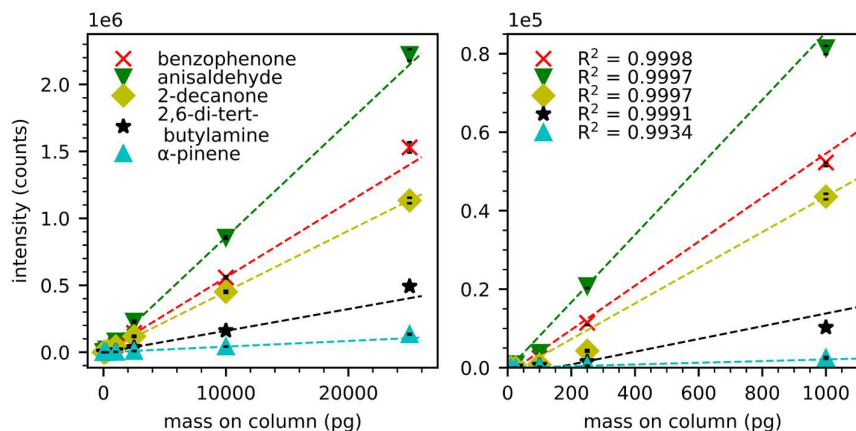 1e6
2.0
1.5
1.0
0.5
0.0
intensity (counts)
benzophenone
anisaldehyde
2-decanone
2,6-di-tert-
butylamine
α-pinene
0
10000
20000
mass on column (pg)
1e5
0.8
0.6
0.4
0.2
0.0
R² = 0.9998
R² = 0.9997
R² = 0.9997
R² = 0.9991
R² = 0.9934
0
200
400
600
800
1000
mass on column (pg)